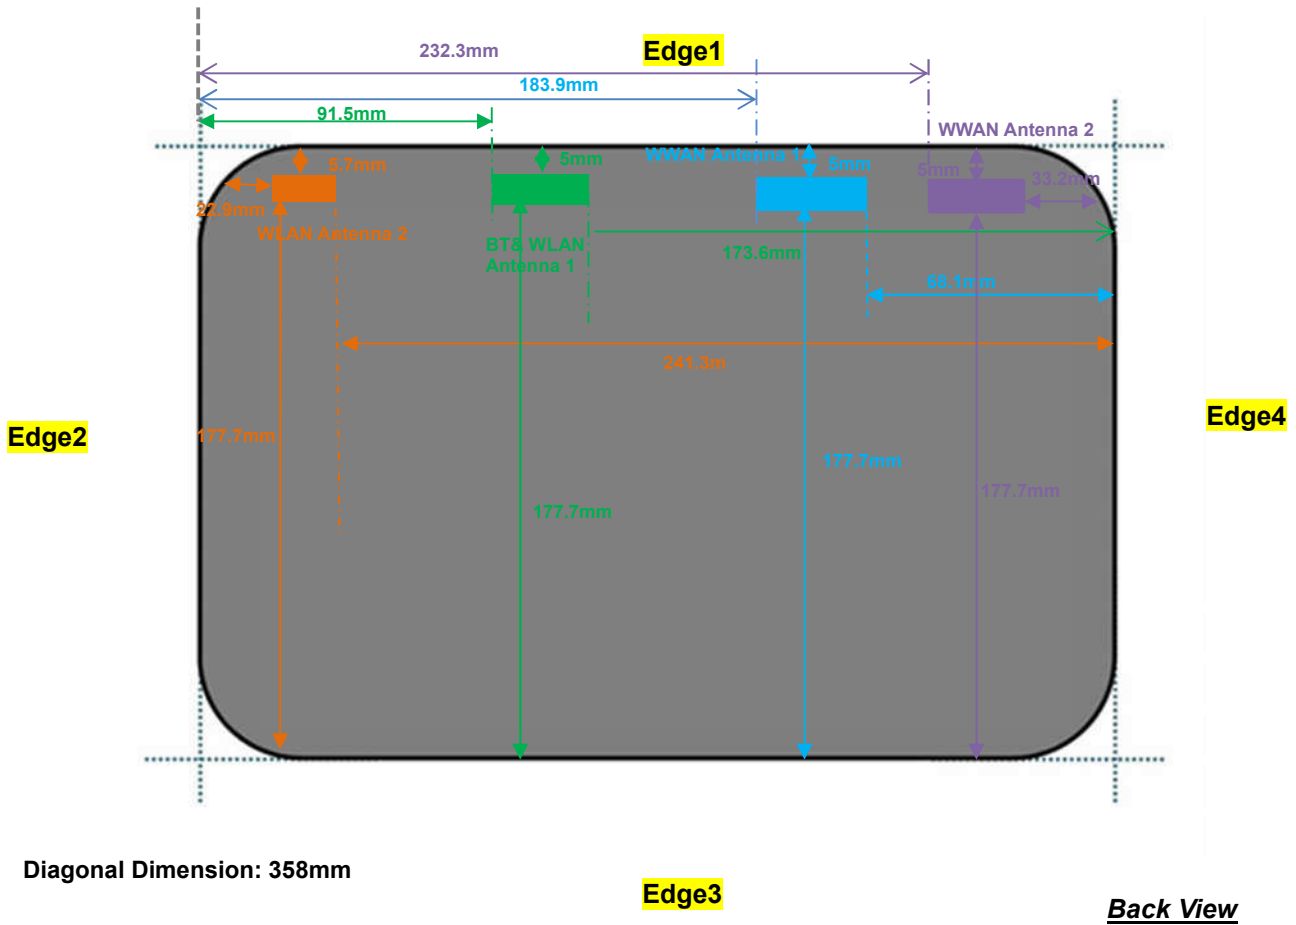 232.3mm
Edge1
183.9mm
91.5mm
WWAN Antenna 2
WWAN Antenna 1
5.7mm
5mm
5mm
5mm
33.2mm
22.9mm
WLAN Antenna 2
BT& WLAN
Antenna 1
173.6mm
68.1mm
241.3m
Edge4
Edge2
177.7mm
177.7mm
177.7mm
177.7mm
Diagonal Dimension: 358mm
Edge3
Back View